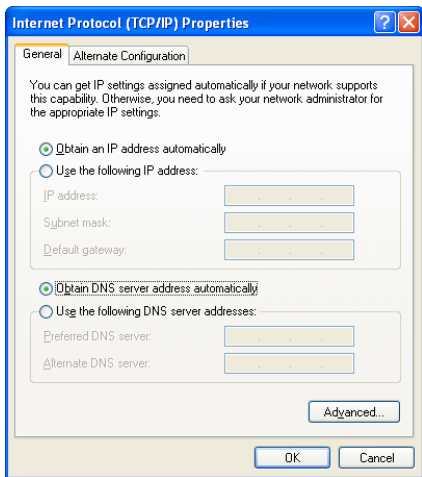 Internet Protocol (TCP/IP) Properties
General
Alternate Configuration
You can get IP settings assigned automatically if your network supports
this capability. Otherwise, you need to ask your network administrator for
the appropriate IP settings.
Obtain an IP address automatically
Use the following IP address:
IP address:
Subnet mask:
Default gateway:
Obtain DNS server address automatically
Use the following DNS server addresses:
Preferred DNS server:
Alternate DNS server:
Advanced...
OK
Cancel